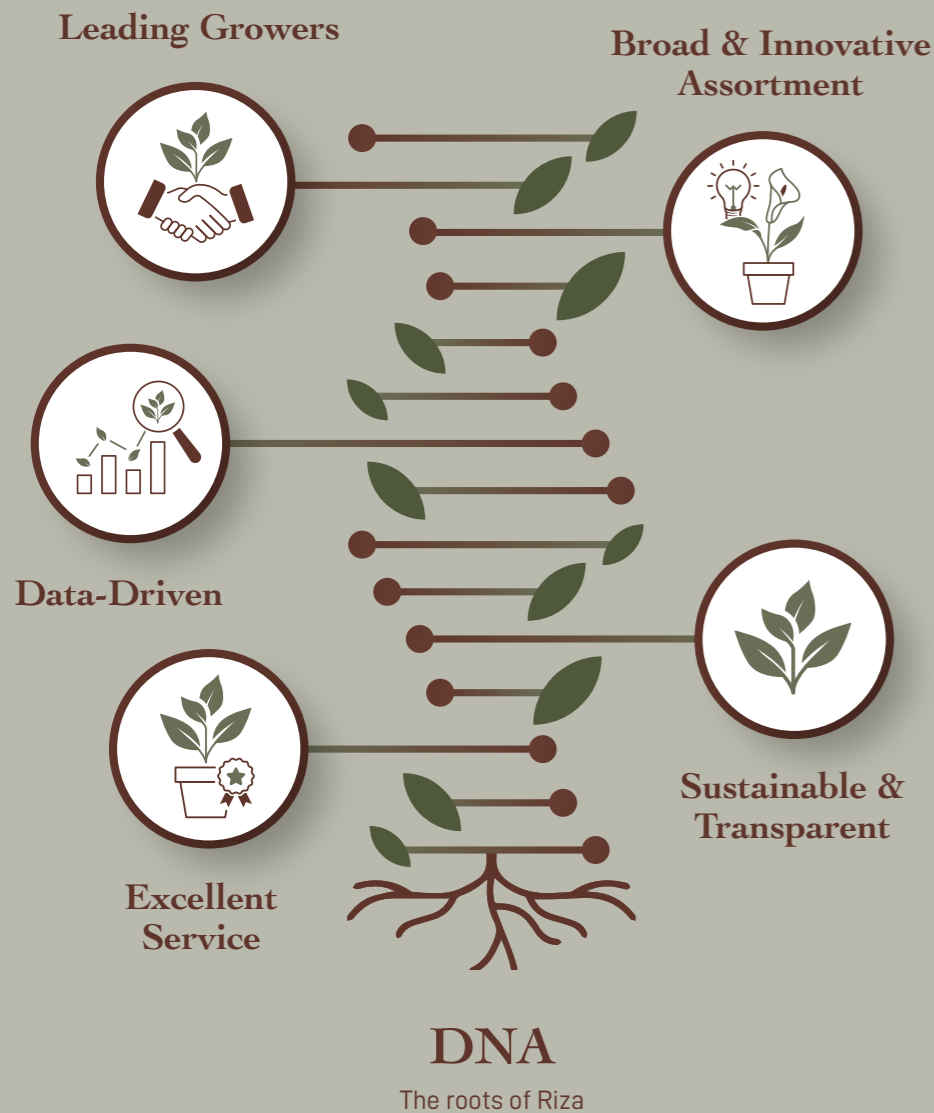 Leading Growers
Broad & Innovative
Assortment
Data-Driven
Sustainable &
Transparent
Excellent
Service
DNA
The roots of Riza